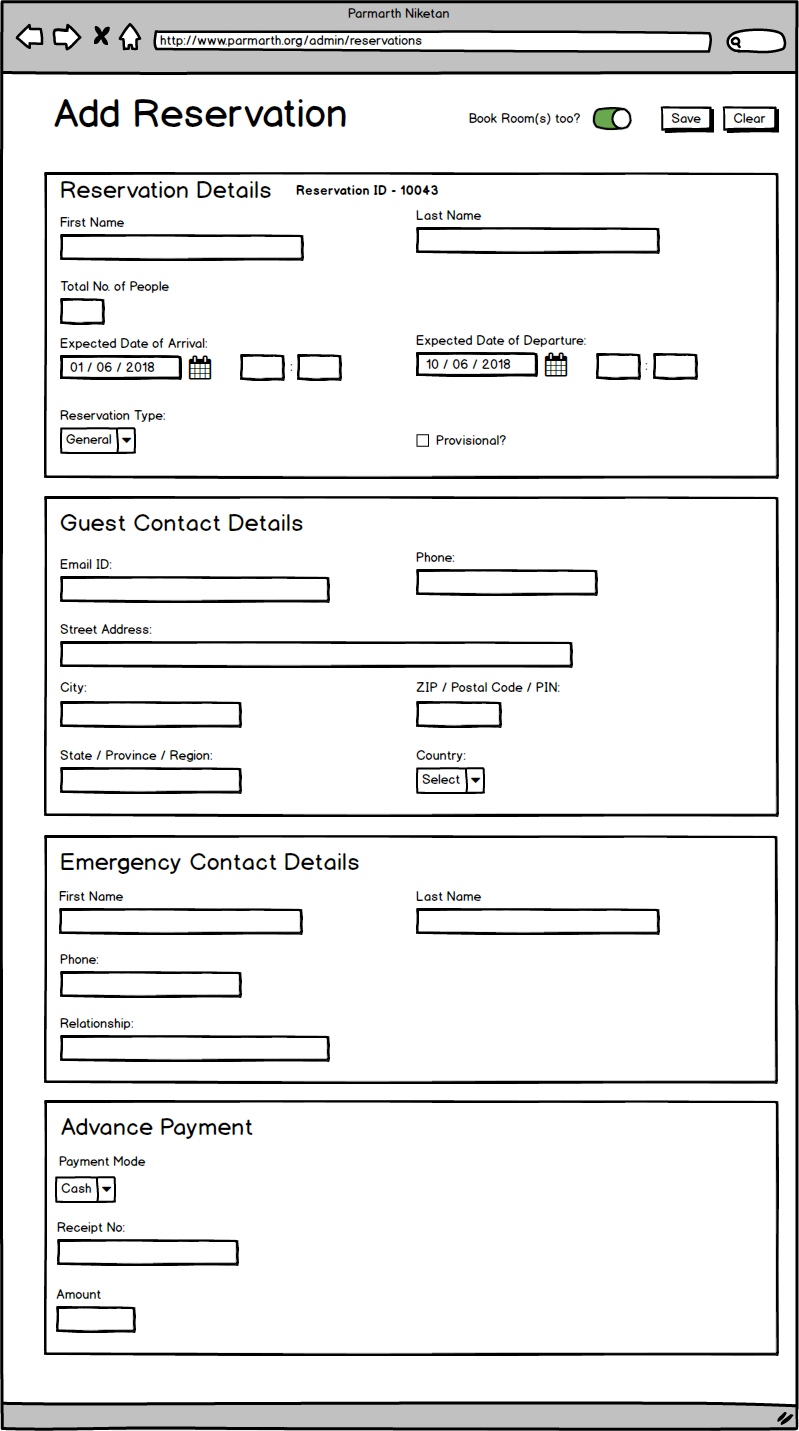 Parmarth Niketan
http://www.parmarth.org/admin/reservations
Add Reservation
Book Room(s) too?
Save
Clear
Reservation Details
Reservation ID - 10043
First Name
Last Name
Total No. of People
Expected Date of Arrival:
Expected Date of Departure:
01 / 06 / 2018
:
10 / 06 / 2018
:
Reservation Type:
General
Provisional?
Guest Contact Details
Email ID:
Phone:
Street Address:
City:
ZIP / Postal Code / PIN:
State / Province / Region:
Country:
Select
Emergency Contact Details
First Name
Last Name
Phone:
Relationship:
Advance Payment
Payment Mode
Cash
Receipt No:
Amount